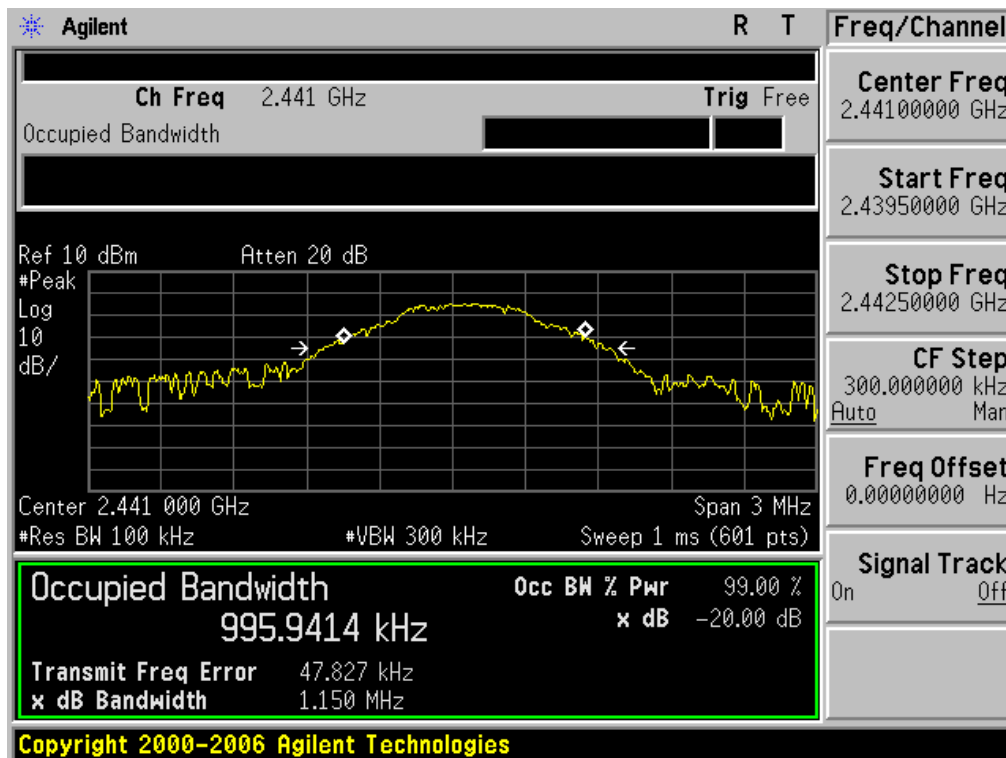 Agilent R T
Ch Freq 2.441 GHz Trig Free
Occupied Bandwidth
Ref 10 dBm Atten 20 dB
#Peak
Log
10
dB/
Center 2.441 000 GHz Span 3 MHz
#Res BW 100 kHz #VBW 300 kHz Sweep 1 ms (601 pts)
Occupied Bandwidth Occ BW % Pwr 99.00 %
995.9414 kHz x dB -20.00 dB
Transmit Freq Error 47.827 kHz
x dB Bandwidth 1.150 MHz
Copyright 2000-2006 Agilent Technologies
Freq/Channel
Center Freq
2.44100000 GHz
Start Freq
2.43950000 GHz
Stop Freq
2.44250000 GHz
CF Step
300.000000 kHz
Auto Man
Freq Offset
0.00000000 Hz
Signal Track
On Off